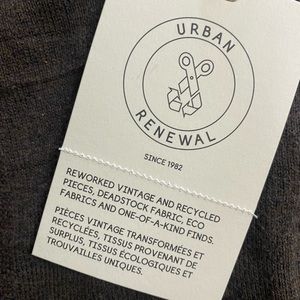 URBAN
RENEWAL
SINCE 1982
REWORKED VINTAGE AND RECYCLED
PIECES, DEADSTOCK FABRIC, ECO
FABRICS AND ONE-OF-A-KIND FINDS.
PIÈCES VINTAGE TRANSFORMÉES ET
RECYCLÉES, TISSUS PROVENANT DE
SURPLUS, TISSUS ÉCOLOGIQUES ET
TROUVAILLES UNIQUES.